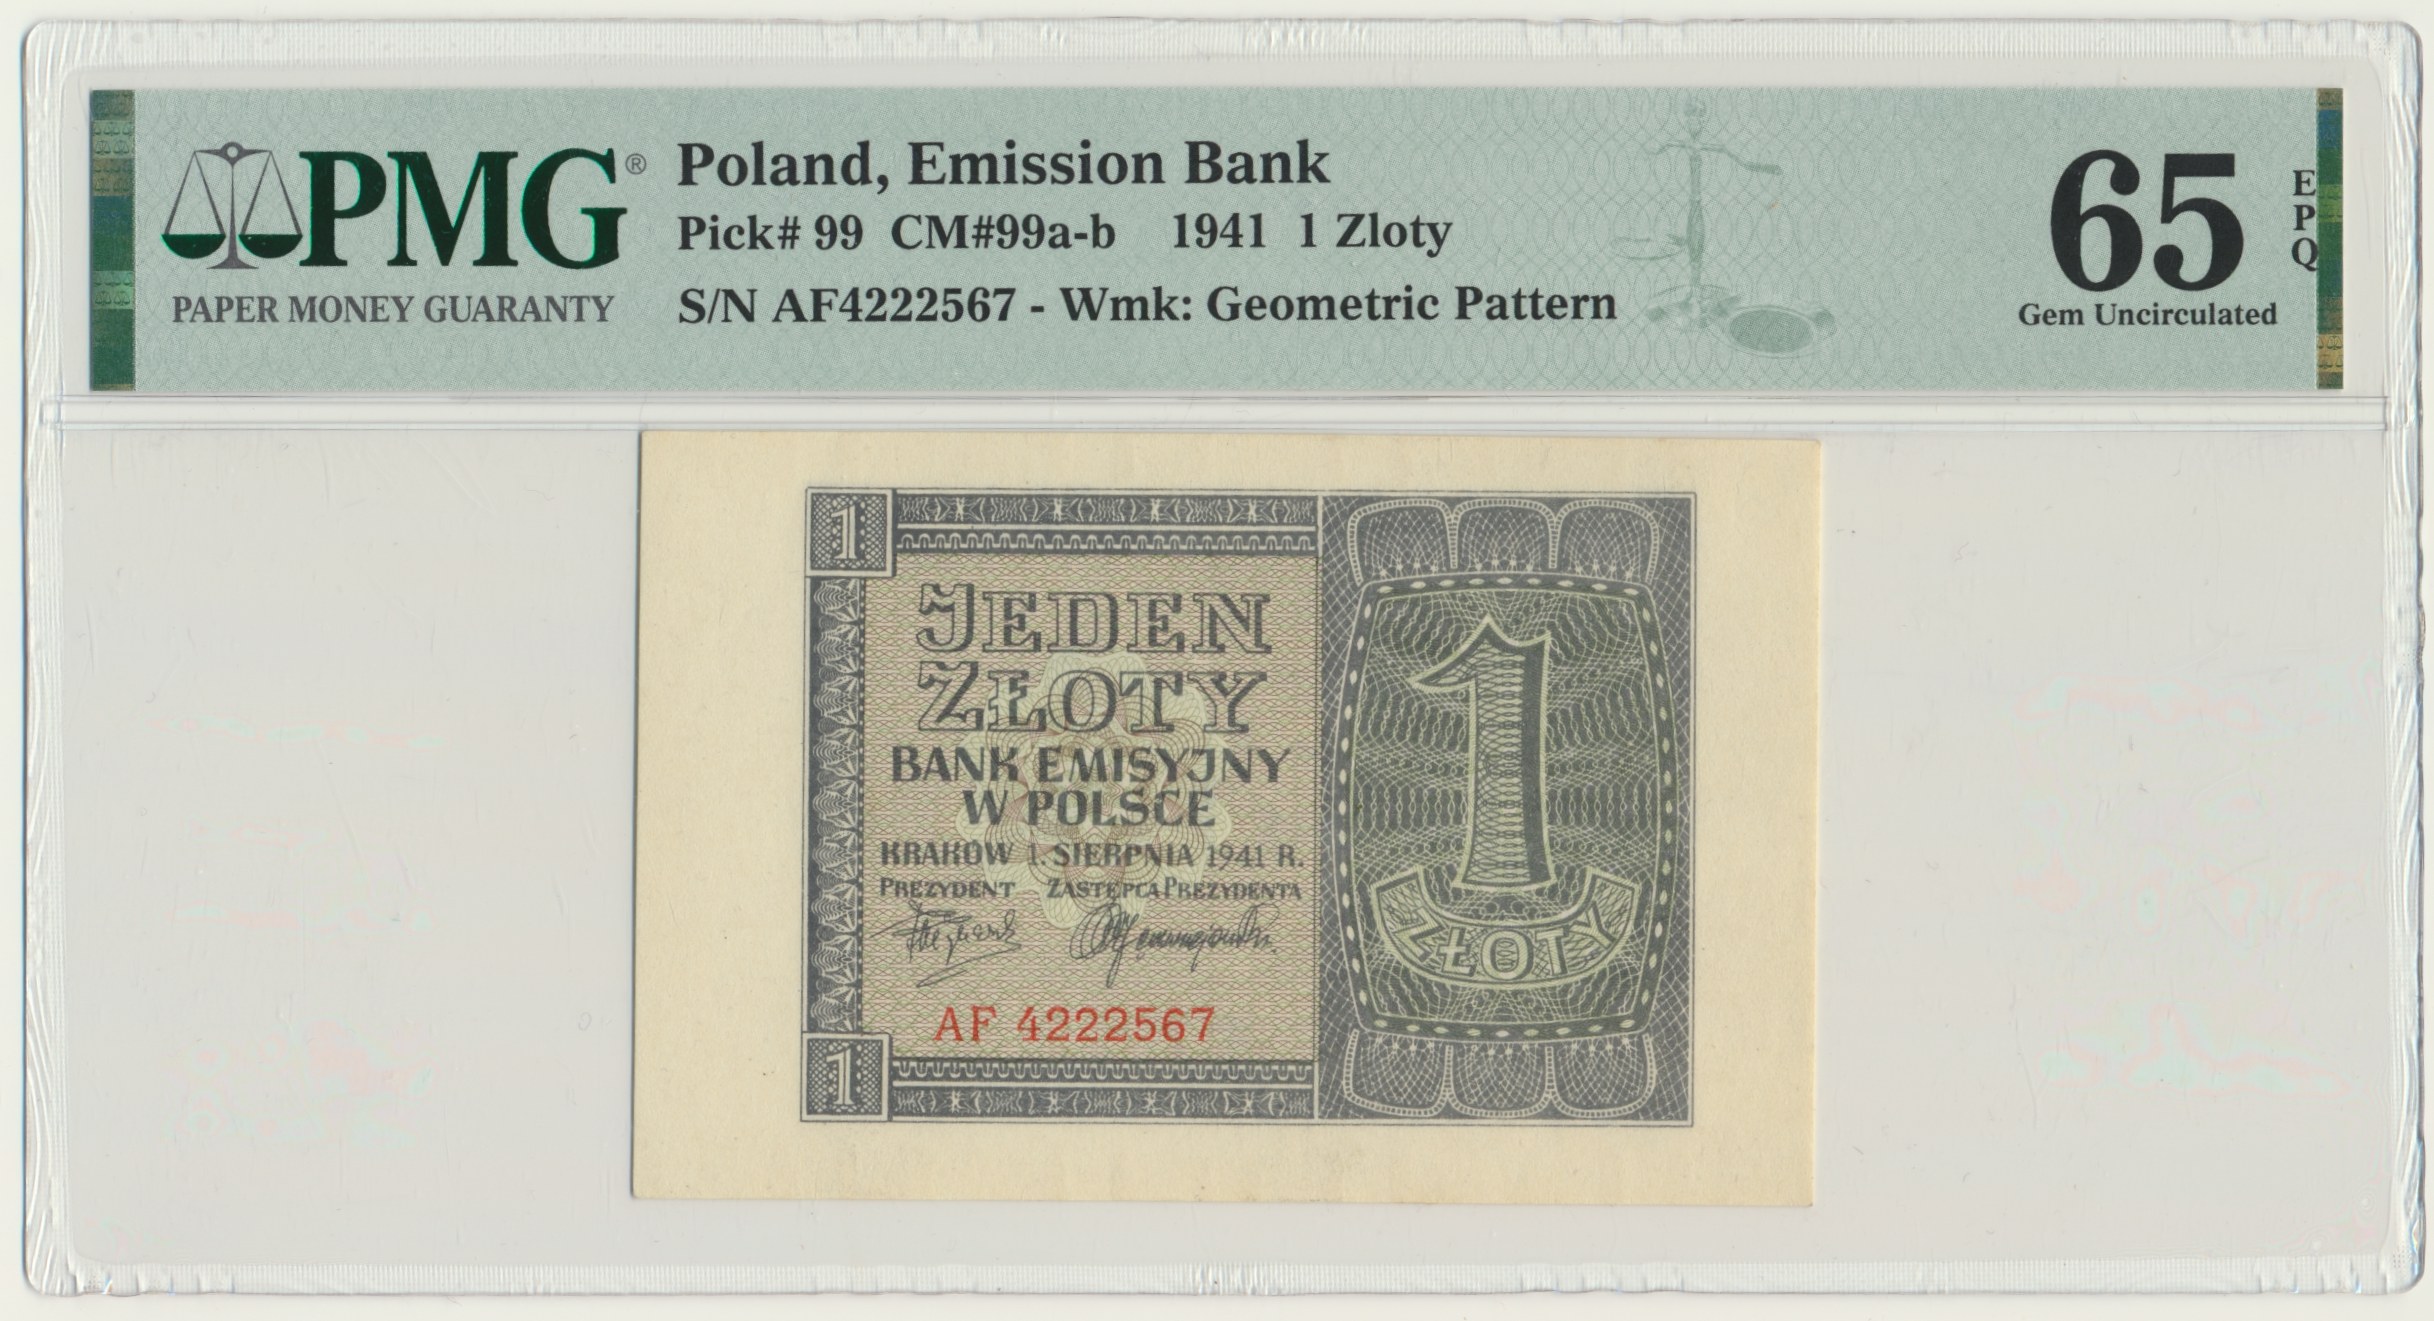 PMG®
PAPER MONEY GUARANTY
Poland, Emission Bank
Pick# 99 CM#99a-b 1941 1 Zloty
S/N AF4222567 - Wmk: Geometric Pattern
65
EPQ
Gem Uncirculated
1
JEDEN
ZŁOTY
BANK EMISYJNY
W POLSCE
KRAKÓW 1. SIERPNIA 1941 R.
PREZYDENT ZASTĘPCA PREZYDENTA
AF 4222567
1
1
ZŁOTY